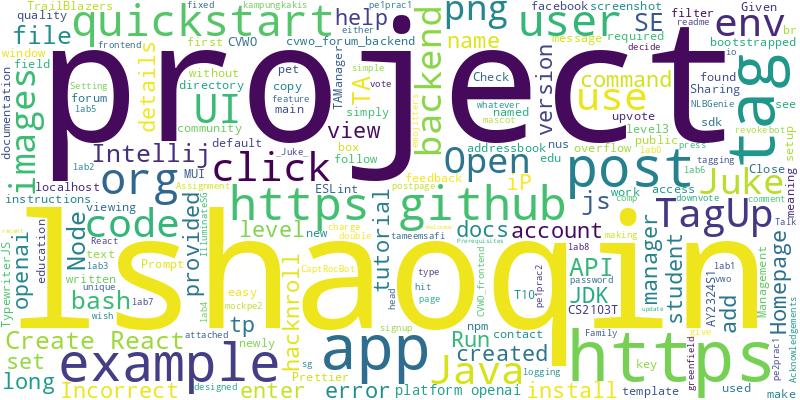 TrailBlazers
kampungkakis
fixed
Setting
forum
lab5
quality
quickstart
file
window
field
documentation
images
frontend
first
CVWO
without
directory
community
details
UI
pet
copy
main
cvwo_forum_backend
help
TAManager
TA
simply
box
view
follow
pe1prac1
message
either
simple
vote
backend
png
name
facebook
screenshot
user
required
SE
version
command
use
Given
env
filter
readme
decide
io
bootstrapped
Check
whatever
named
mascot
found
Sharing
NLBGenie
sdk
upvote
tag
br
see
setup
project
Intellij
default
Juke
click
Open
addressbook
edu
nus
level3
public
overflow
lab0
press
tagging
revokebot
lab6
post
access
work
Close
Juke
meaning
lab2
org
MUI
localhost
instructions
viewing
React
text
lab3
written
unique
code
Node
Assignment
IlluminateSG
provided
ESLint
https
github
tutorial
feedback
iP
docs
account
js
postpage
TagUp
comp
downvote
comment
Talk
TypewriterJS
openai
education
bash
lab7
Prompt
lab4
level
new
charge
double
tameemsafi
CaptRocBot
easy
mockpe2
hacknroll
type
hit
page
head
CVWO_frontend
Prerequisites
T10
pe1prac2
lab8
API
password
JDK
CS2103T
making
manager
student
AY2324S1
lab1
cvwo
add
Management
Homepage
lshaoqin
Create React
set
long
example
Incorrect
wish
tp
newly
attached
enter
designed
sg
Prettier
signup
error
app
npm
Run
contact
created
logging
Java
platform
openai
install
https
Family
key
template
greenfield
update
give
used
pe2prac1
make
Acknowledgements